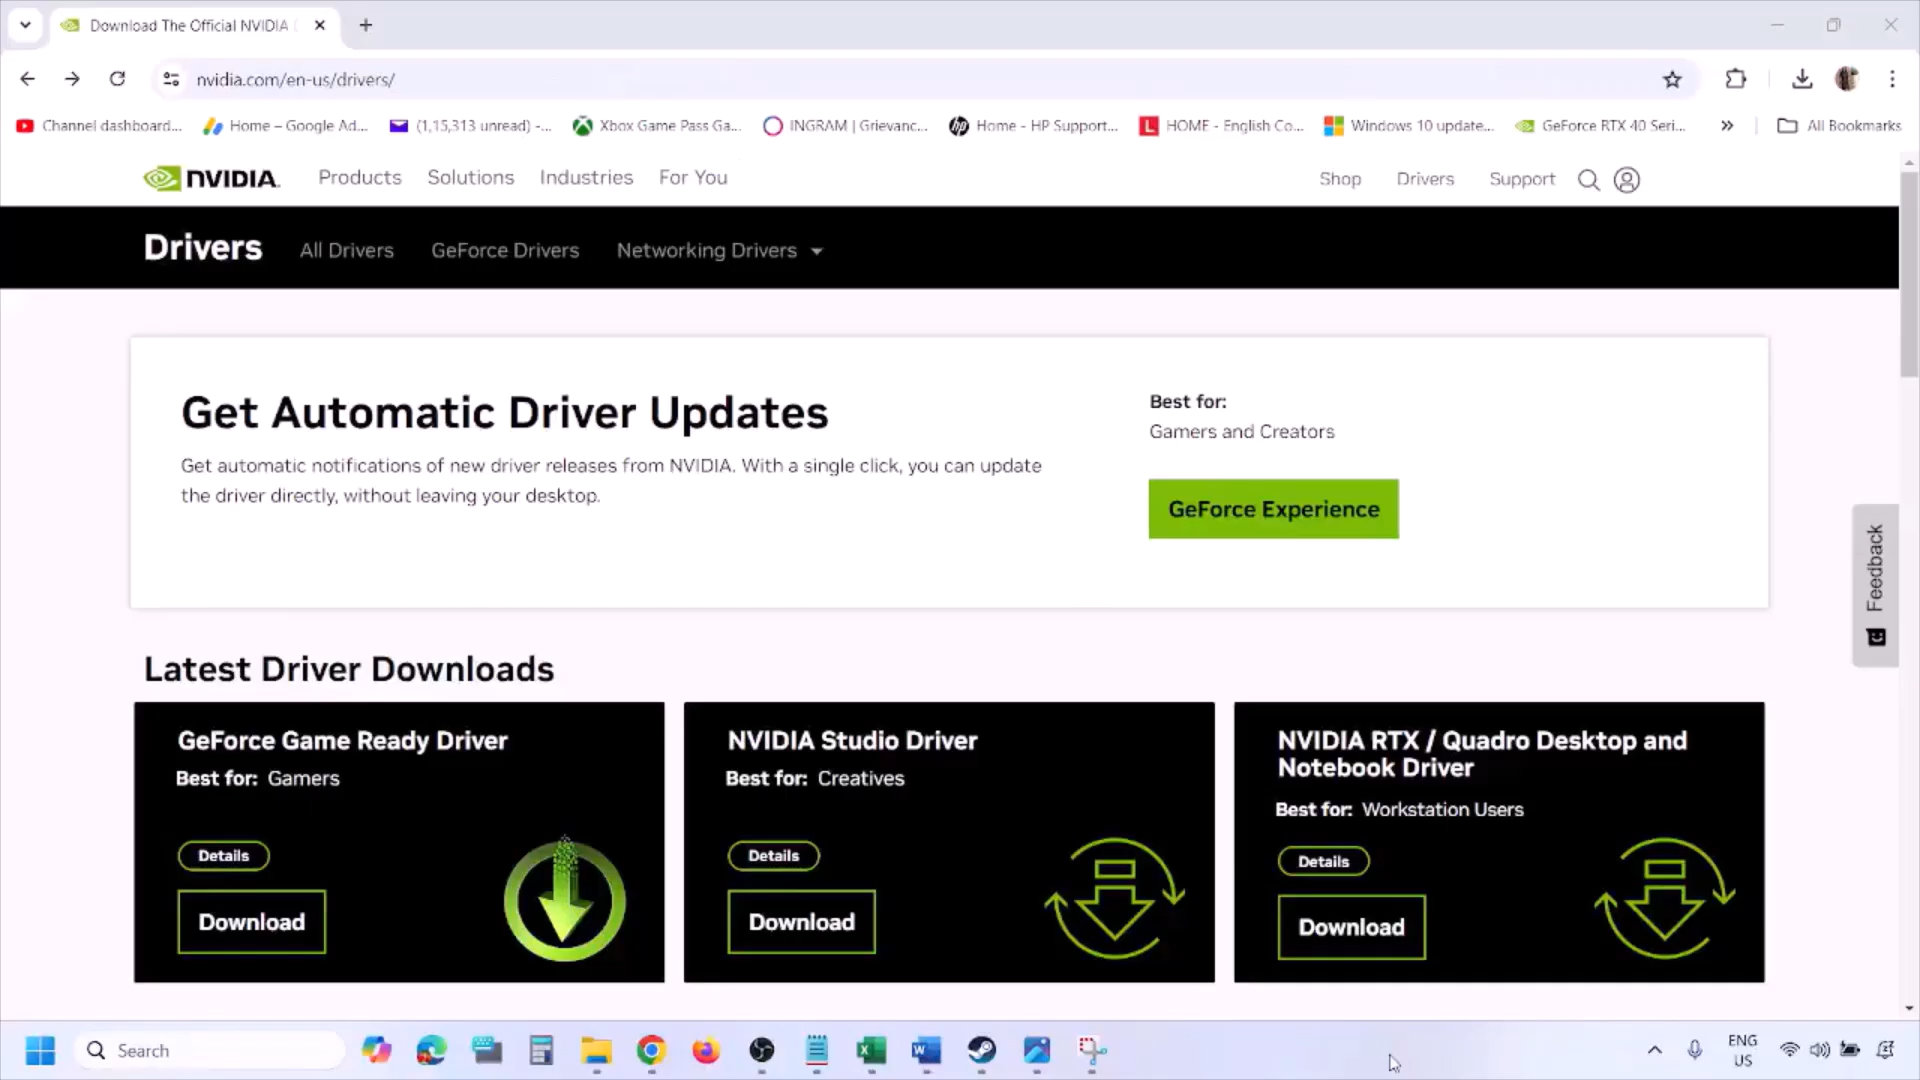 Download The Official NVIDIA
nvidia.com/en-us/drivers/
Channel dashboard...
Home – Google Ad...
(1,15,313 unread) -...
Xbox Game Pass Ga...
INGRAM | Grievanc...
Home - HP Support...
HOME - English Co...
Windows 10 update...
GeForce RTX 40 Seri...
All Bookmarks
NVIDIA.
Products
Solutions
Industries
For You
Shop
Drivers
Support
Drivers
All Drivers
GeForce Drivers
Networking Drivers
Get Automatic Driver Updates
Get automatic notifications of new driver releases from NVIDIA. With a single click, you can update
the driver directly, without leaving your desktop.
Best for:
Gamers and Creators
GeForce Experience
Feedback
Latest Driver Downloads
GeForce Game Ready Driver
Best for: Gamers
Details
Download
NVIDIA Studio Driver
Best for: Creatives
Details
Download
NVIDIA RTX / Quadro Desktop and
Notebook Driver
Best for: Workstation Users
Details
Download
Search
ENG
US